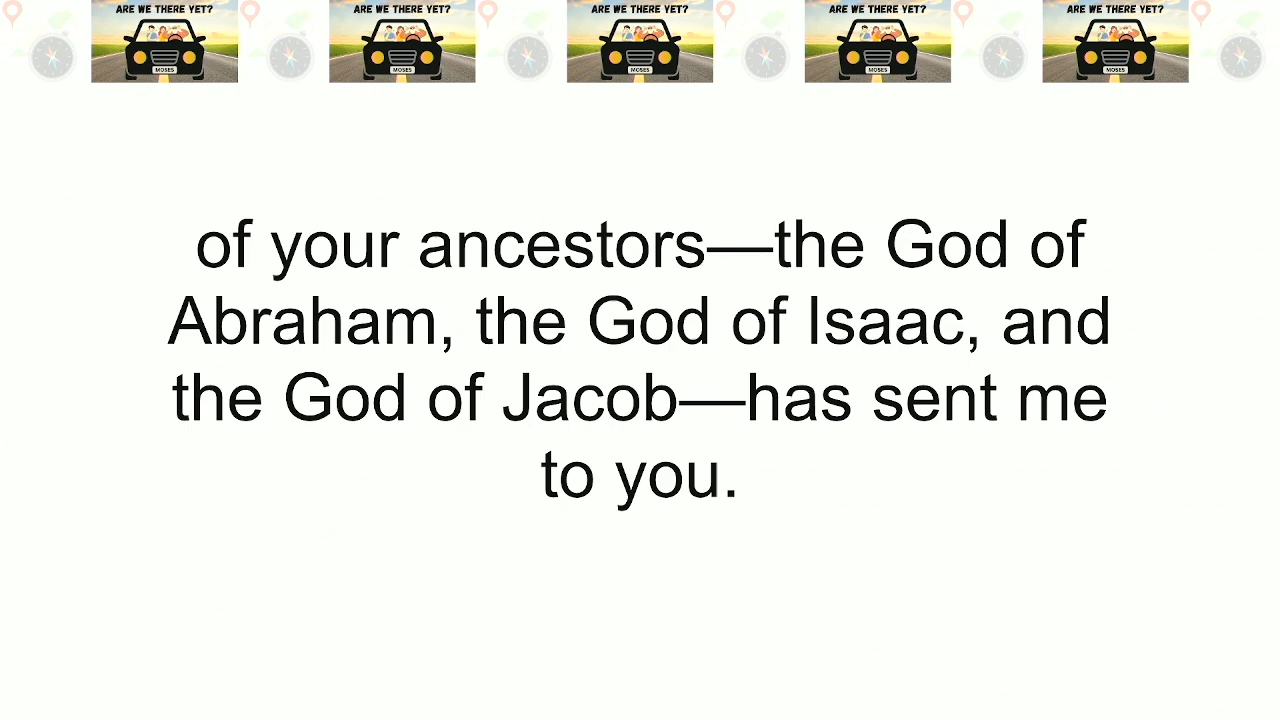 ARE WE THERE YET? ARE WE THERE YET? ARE WE THERE YET? ARE WE THERE YET? ARE WE THERE YET?
MOSES MOSES MOSES MOSES MOSES
of your ancestors—the God of
Abraham, the God of Isaac, and
the God of Jacob—has sent me
to you.